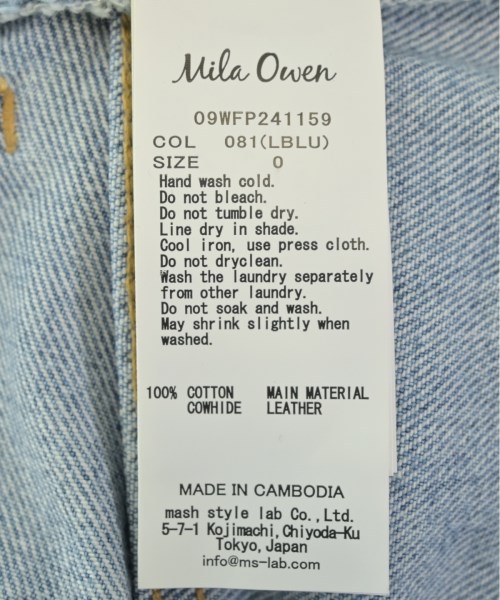 Mila Owen
09WFP241159
COL 081(LBLU)
SIZE 0
Hand wash cold.
Do not bleach.
Do not tumble dry.
Line dry in shade.
Cool iron, use press cloth.
Do not dryclean.
Wash the laundry separately
from other laundry.
Do not soak and wash.
May shrink slightly when
washed.
100% COTTON MAIN MATERIAL
COWHIDE LEATHER
MADE IN CAMBODIA
mash style lab Co.,Ltd.
5-7-1 Kojimachi,Chiyoda-Ku
Tokyo,Japan
info@ms-lab.com